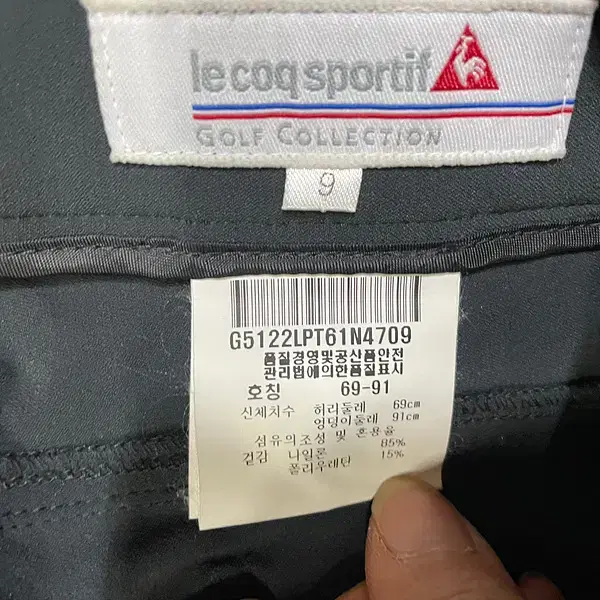 le coq sportif
GOLF COLLECTION
9
G5122LPT61N4709
품질경영및공산품안전
관리법에의한품질표시
호칭 69-91
신체치수 허리둘레 69cm
엉덩이둘레 91cm
섬유의조성 및 혼용율
겉감 나일론 85%
폴리우레탄 15%